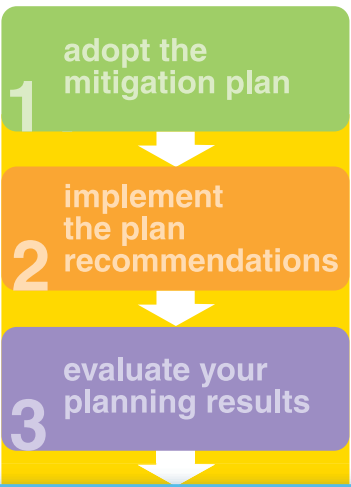 1
adopt the
mitigation plan
2
implement
the plan
recommendations
3
evaluate your
planning results